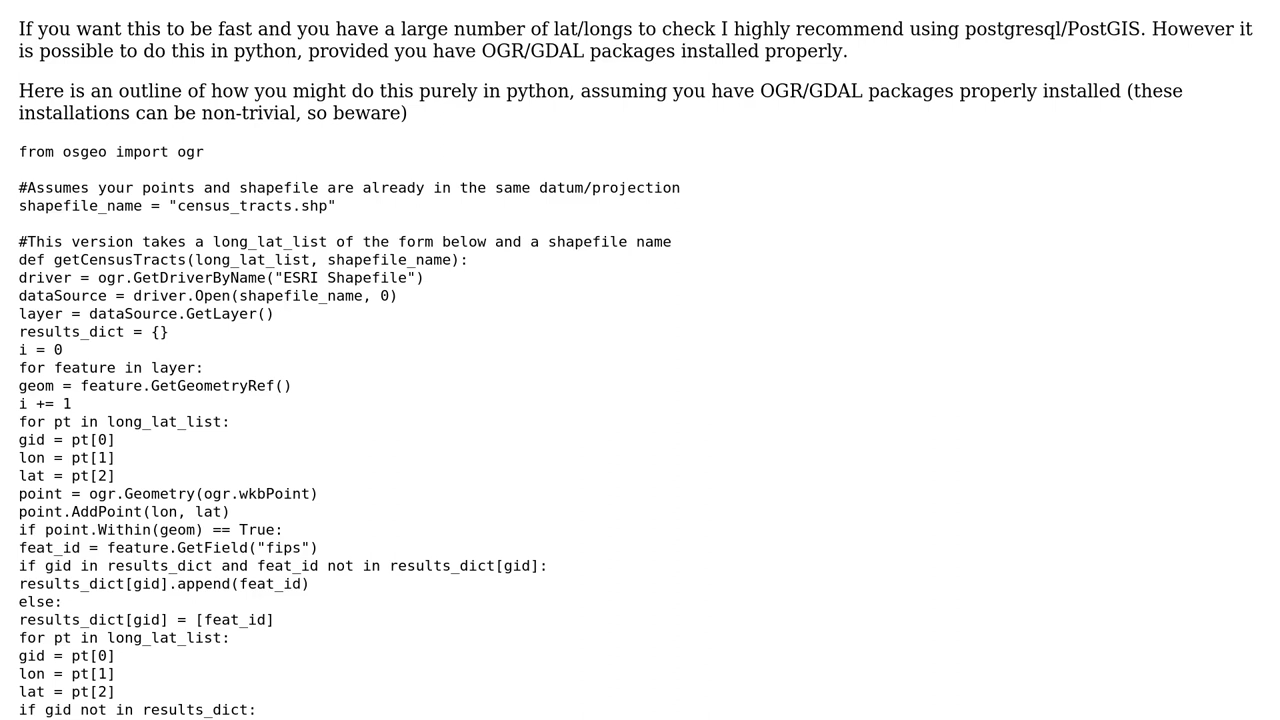 If you want this to be fast and you have a large number of lat/longs to check I highly recommend using postgresql/PostGIS. However it
is possible to do this in python, provided you have OGR/GDAL packages installed properly.
Here is an outline of how you might do this purely in python, assuming you have OGR/GDAL packages properly installed (these
installations can be non-trivial, so beware)
from osgeo import ogr
#Assumes your points and shapefile are already in the same datum/projection
shapefile_name = "census_tracts.shp"
#This version takes a long_lat_list of the form below and a shapefile name
def getCensusTracts(long_lat_list, shapefile_name):
driver = ogr.GetDriverByName("ESRI Shapefile")
dataSource = driver.Open(shapefile_name, 0)
layer = dataSource.GetLayer()
results_dict = {}
i = 0
for feature in layer:
geom = feature.GetGeometryRef()
i += 1
for pt in long_lat_list:
gid = pt[0]
lon = pt[1]
lat = pt[2]
point = ogr.Geometry(ogr.wkbPoint)
point.AddPoint(lon, lat)
if point.Within(geom) == True:
feat_id = feature.GetField("fips")
if gid in results_dict and feat_id not in results_dict[gid]:
results_dict[gid].append(feat_id)
else:
results_dict[gid] = [feat_id]
for pt in long_lat_list:
gid = pt[0]
lon = pt[1]
lat = pt[2]
if gid not in results_dict: